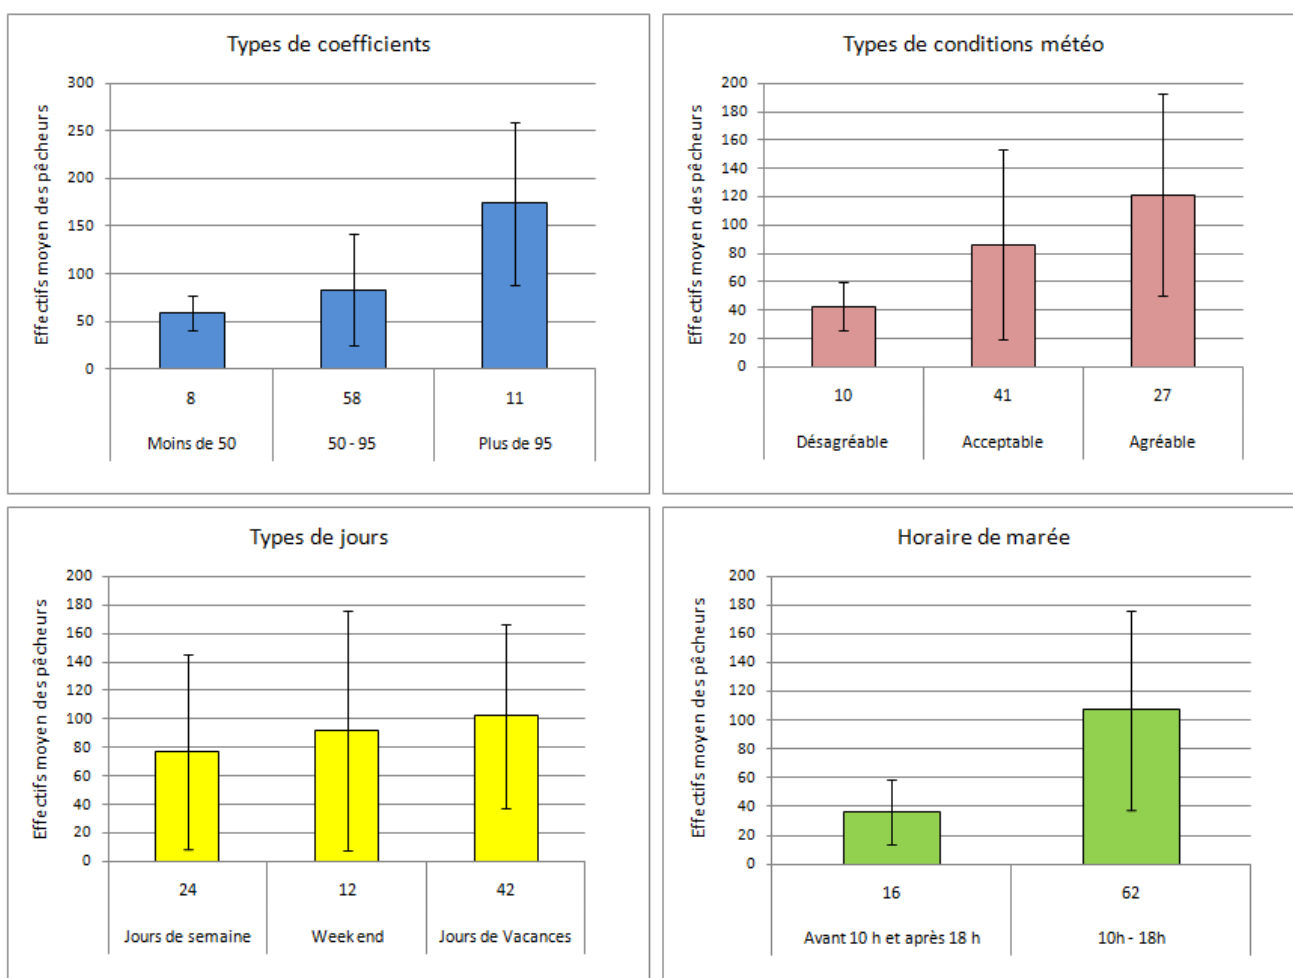 Types de coefficients
Effectifs moyen des pêcheurs
300
250
200
150
100
50
0
8 58 11
Moins de 50 50 - 95 Plus de 95
Types de conditions météo
Effectifs moyen des pêcheurs
200
180
160
140
120
100
80
60
40
20
0
10 41 27
Désagréable Acceptable Agréable
Types de jours
Effectifs moyen des pêcheurs
200
180
160
140
120
100
80
60
40
20
0
24 12 42
Jours de semaine Week end Jours de Vacances
Horaire de marée
Effectifs moyen des pêcheurs
200
180
160
140
120
100
80
60
40
20
0
16 62
Avant 10 h et après 18 h 10h - 18h